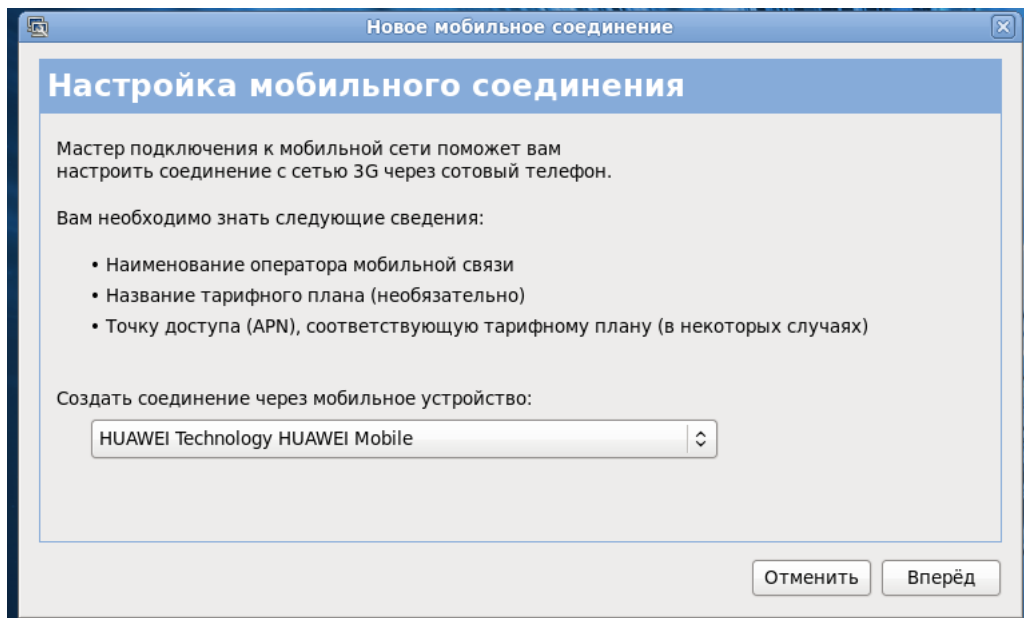 Новое мобильное соединение
Настройка мобильного соединения
Мастер подключения к мобильной сети поможет вам
настроить соединение с сетью 3G через сотовый телефон.
Вам необходимо знать следующие сведения:
• Наименование оператора мобильной связи
• Название тарифного плана (необязательно)
• Точку доступа (APN), соответствующую тарифному плану (в некоторых случаях)
Создать соединение через мобильное устройство:
HUAWEI Technology HUAWEI Mobile
Отменить Вперёд